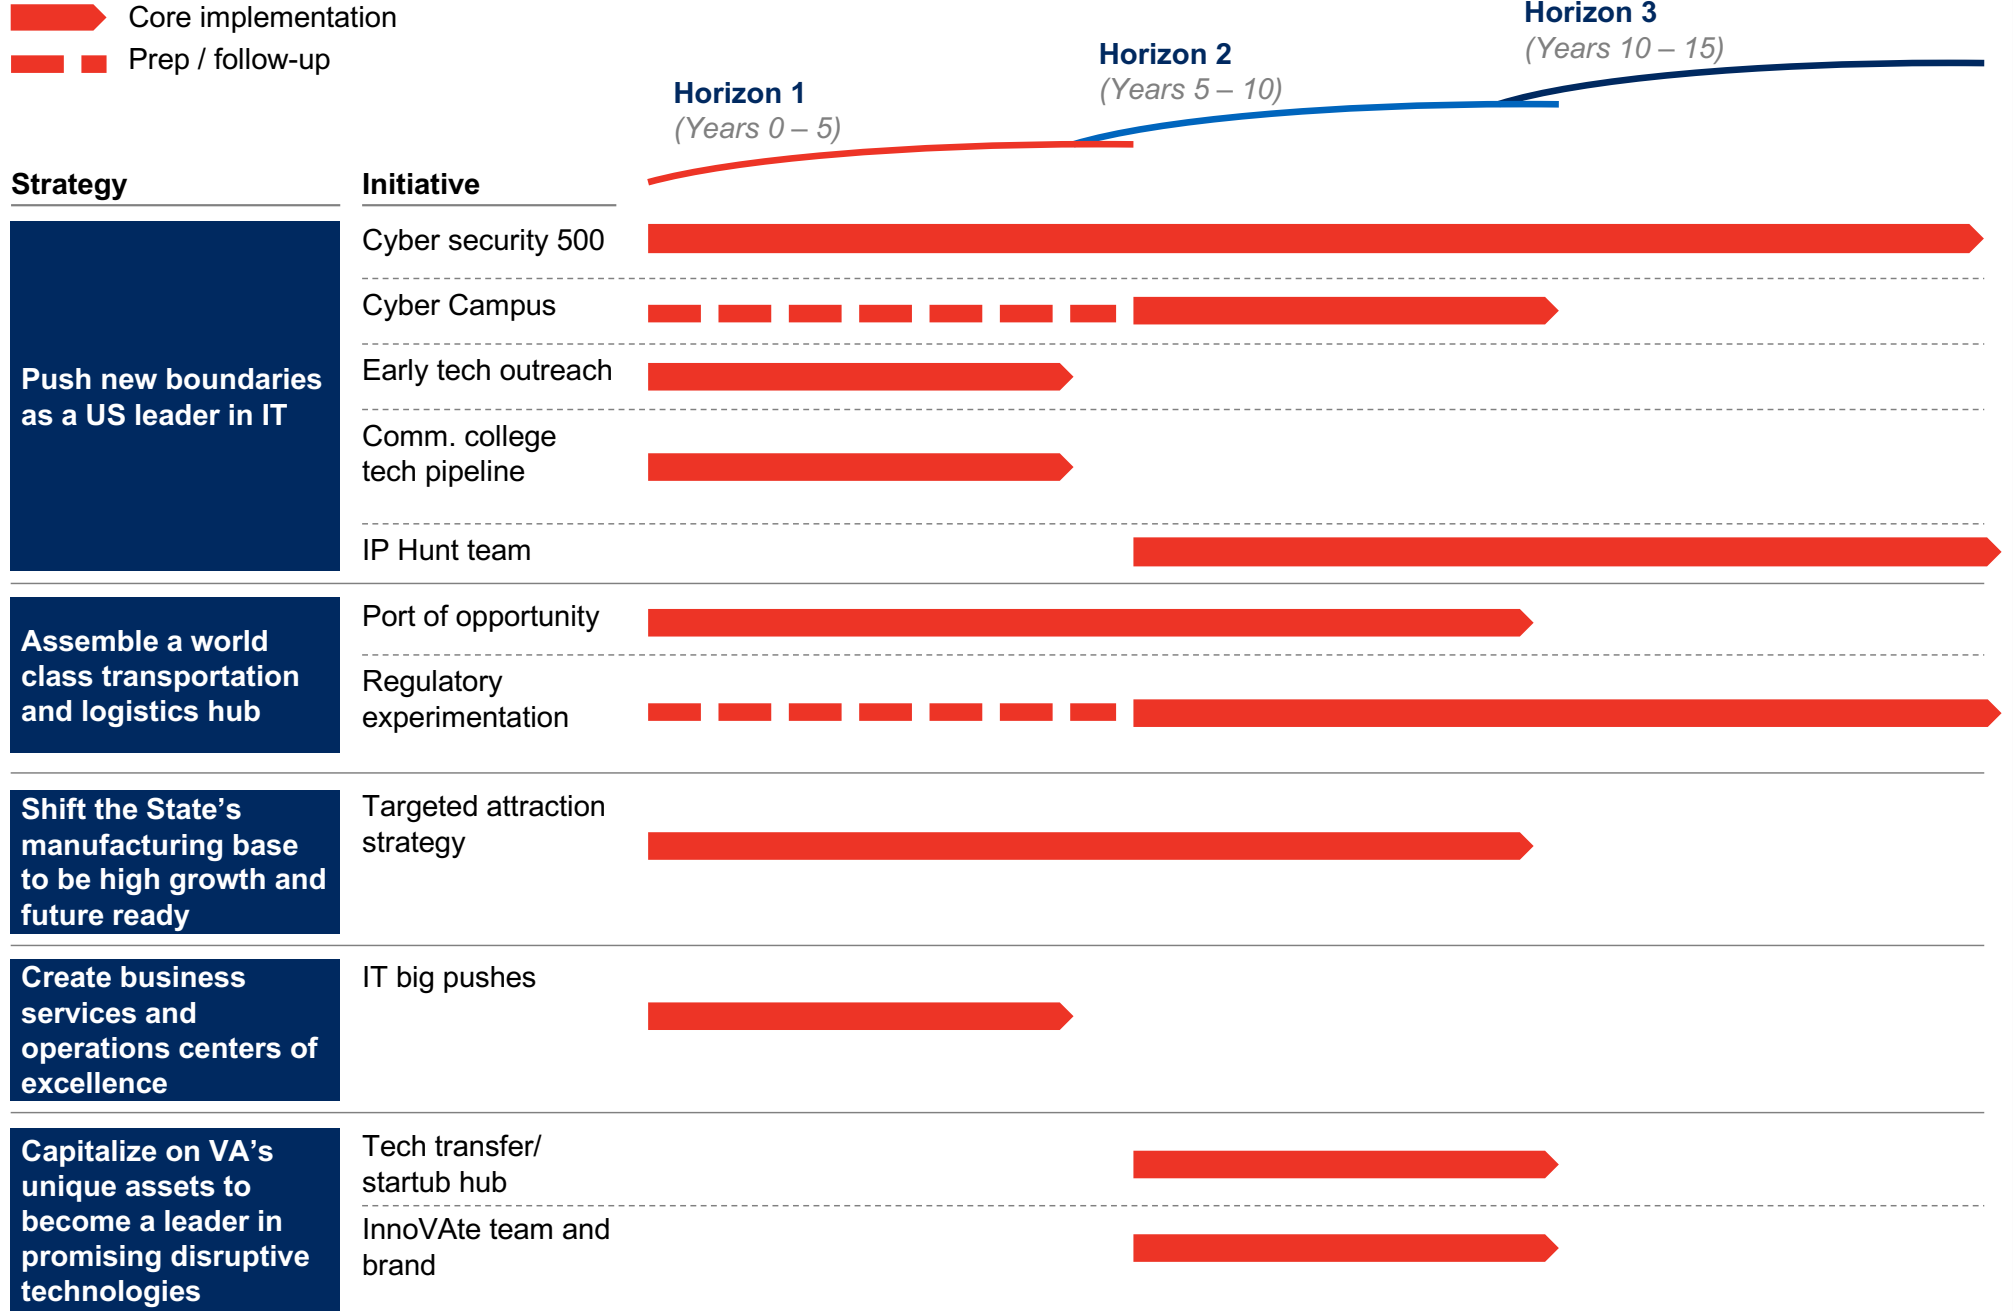 Core implementation
Prep / follow-up
Horizon 1
(Years 0 – 5)
Horizon 2
(Years 5 – 10)
Horizon 3
(Years 10 – 15)
Strategy
Initiative
Push new boundaries
as a US leader in IT
Cyber security 500
Cyber Campus
Early tech outreach
Comm. college
tech pipeline
IP Hunt team
Assemble a world
class transportation
and logistics hub
Port of opportunity
Regulatory
experimentation
Shift the State’s
manufacturing base
to be high growth and
future ready
Targeted attraction
strategy
Create business
services and
operations centers of
excellence
IT big pushes
Capitalize on VA’s
unique assets to
become a leader in
promising disruptive
technologies
Tech transfer/
startub hub
InnoVAte team and
brand